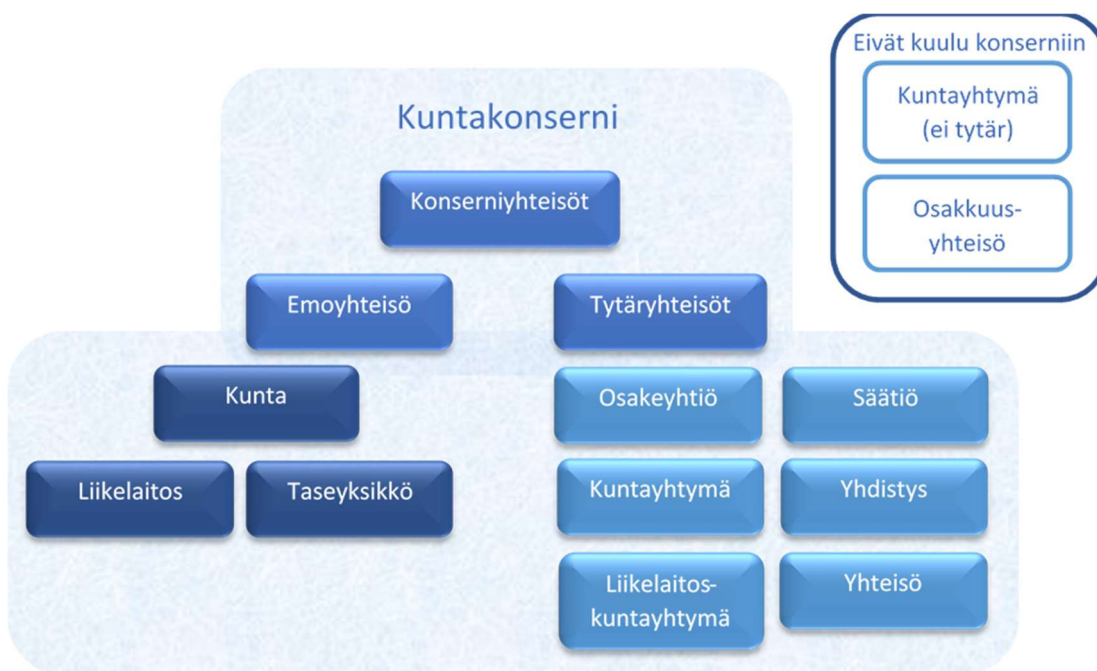 Eivät kuulu konserniin
Kuntayhtymä
(ei tytär)
Osakkuus-
yhteisö
Kuntakonserni
Konserniyhteisöt
Emoyhteisö
Tytäryhteisöt
Kunta
Osakeyhtiö
Säätiö
Liikelaitos
Taseyksikkö
Kuntayhtymä
Yhdistys
Liikelaitos-
kuntayhtymä
Yhteisö